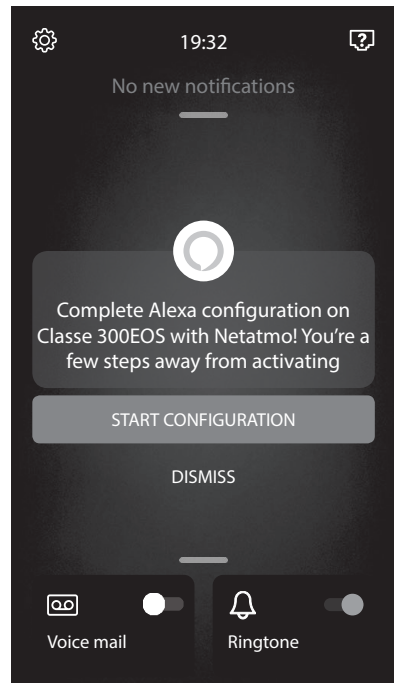 19:32
No new notifications
Complete Alexa configuration on
Classe 300EOS with Netatmo! You're a
few steps away from activating
START CONFIGURATION
DISMISS
Voice mail
Ringtone